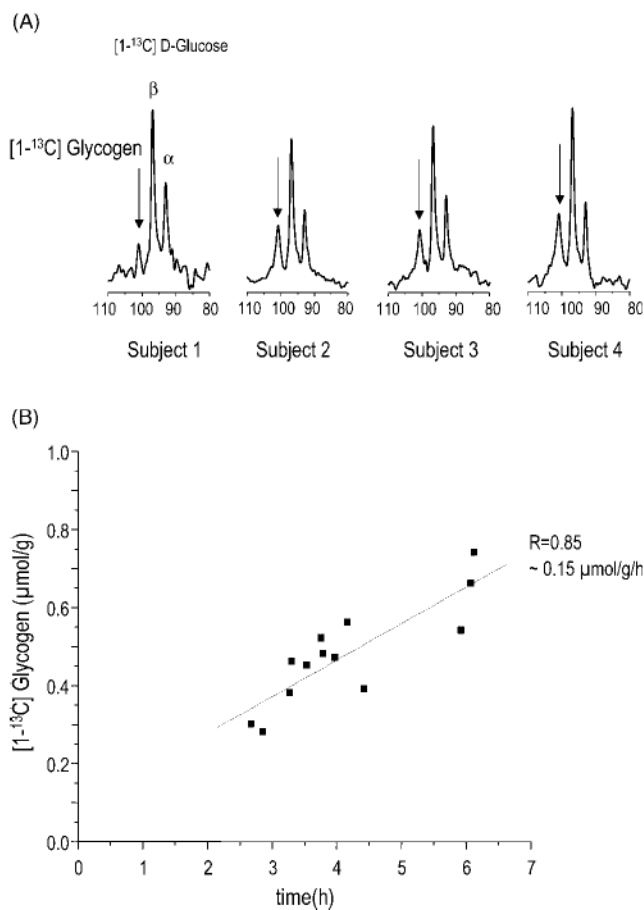 (A)
[1-¹³C] D-Glucose
β
[1-¹³C] Glycogen α
110 100 90 80 110 100 90 80 110 100 90 80 110 100 90 80
Subject 1 Subject 2 Subject 3 Subject 4
(B)
1.0
0.8
0.6
0.4
0.2
0.0
[1-¹³C] Glycogen (μmol/g)
R=0.85
~ 0.15 μmol/g/h
0 1 2 3 4 5 6 7
time(h)